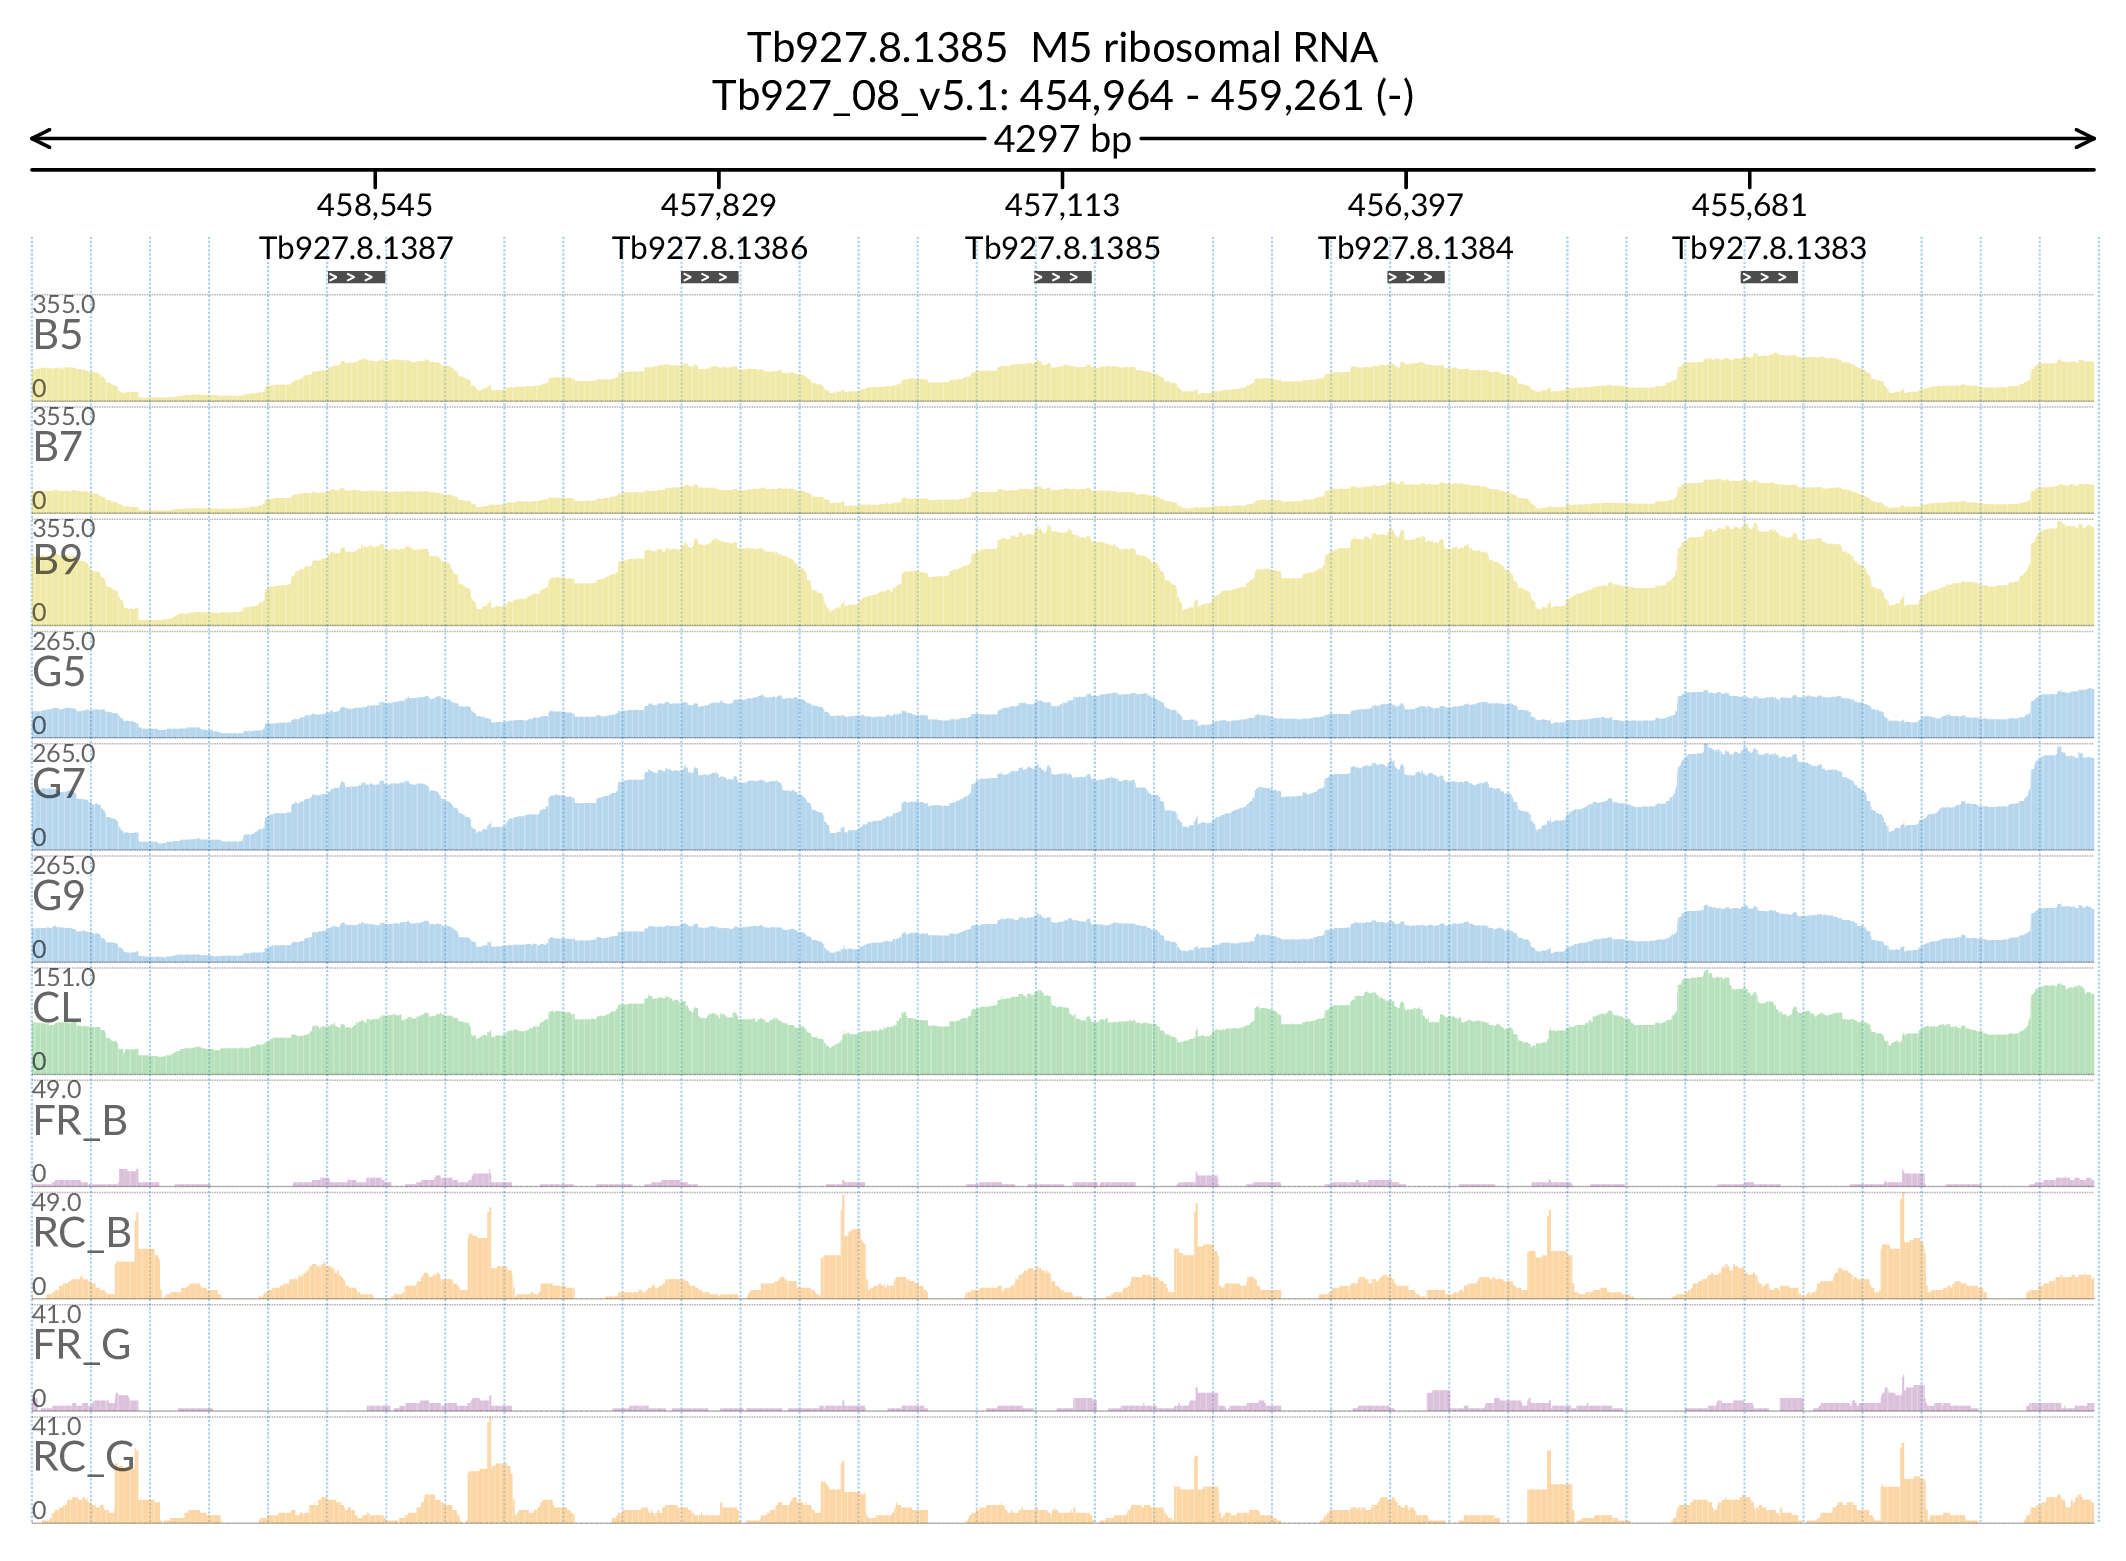 Tb927.8.1385 M5 ribosomal RNA
Tb927_08_v5.1: 454,964 - 459,261 (-)
4297 bp
458,545 457,829 457,113 456,397 455,681
Tb927.8.1387 Tb927.8.1386 Tb927.8.1385 Tb927.8.1384 Tb927.8.1383
> > > > > > > > > > > > > > >
355.0
B5
0
355.0
B7
0
355.0
B9
0
265.0
G5
0
265.0
G7
0
265.0
G9
0
151.0
CL
0
49.0
FR_B
0
49.0
RC_B
0
41.0
FR_G
0
41.0
RC_G
0